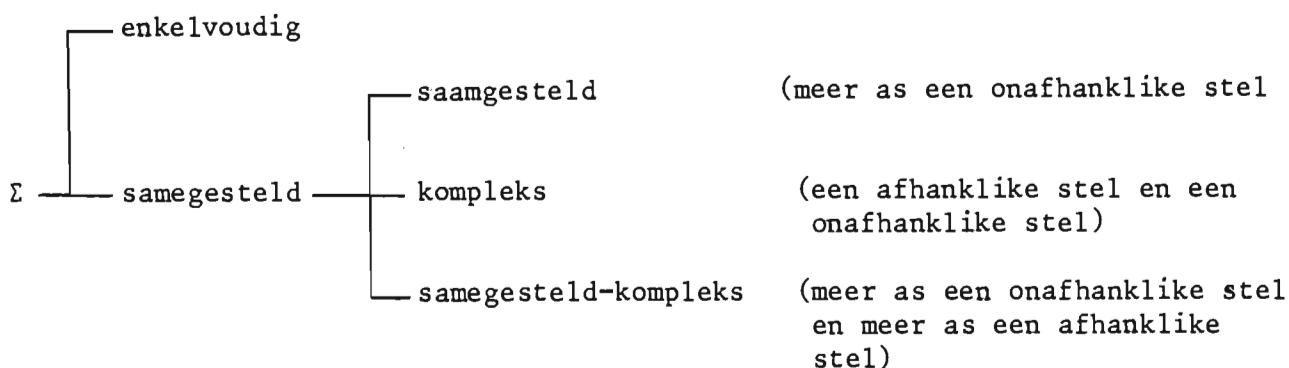 enkelvoudig
saamgesteld (meer as een onafhanklike stel
Σ samegesteld kompleks (een afhanklike stel en een
onafhanklike stel)
samegesteld-kompleks (meer as een onafhanklike stel
en meer as een afhanklike
stel)